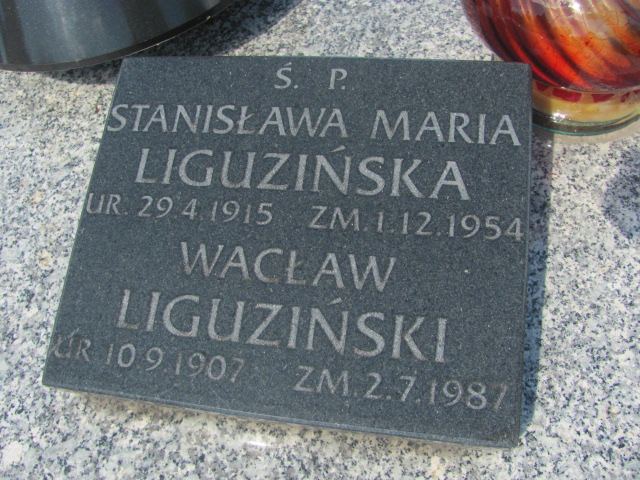 Ś. P.
STANISŁAWA MARIA
LIGUZIŃSKA
UR. 29.4.1915 ZM.1.12.1954
WACŁAW
LIGUZIŃSKI
UR 10.9.1907 ZM.2.7.1987